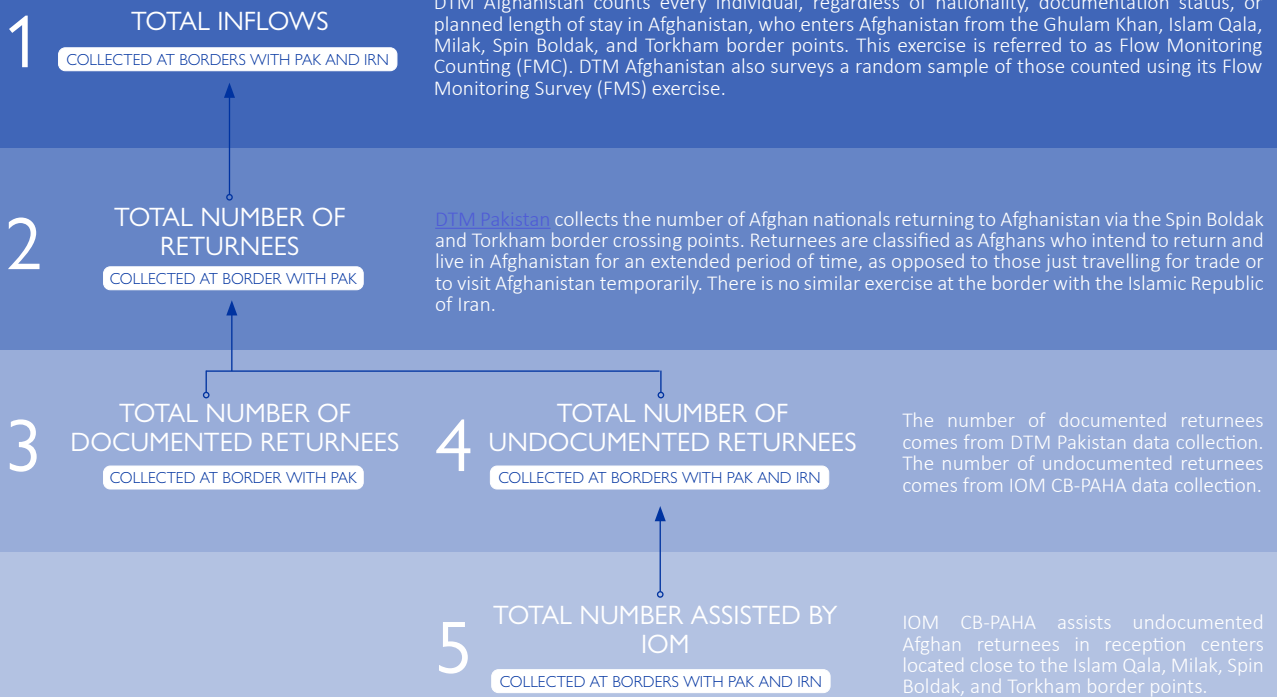 1
TOTAL INFLOWS
COLLECTED AT BORDERS WITH PAK AND IRN
DTM Afghanistan counts every individual, regardless of nationality, documentation status, or
planned length of stay in Afghanistan, who enters Afghanistan from the Ghulam Khan, Islam Qala,
Milak, Spin Boldak, and Torkham border points. This exercise is referred to as Flow Monitoring
Counting (FMC). DTM Afghanistan also surveys a random sample of those counted using its Flow
Monitoring Survey (FMS) exercise.
2
TOTAL NUMBER OF
RETURNEES
COLLECTED AT BORDER WITH PAK
DTM Pakistan collects the number of Afghan nationals returning to Afghanistan via the Spin Boldak
and Torkham border crossing points. Returnees are classified as Afghans who intend to return and
live in Afghanistan for an extended period of time, as opposed to those just travelling for trade or
to visit Afghanistan temporarily. There is no similar exercise at the border with the Islamic Republic
of Iran.
3
TOTAL NUMBER OF
DOCUMENTED RETURNEES
COLLECTED AT BORDER WITH PAK
4
TOTAL NUMBER OF
UNDOCUMENTED RETURNEES
COLLECTED AT BORDERS WITH PAK AND IRN
The number of documented returnees
comes from DTM Pakistan data collection.
The number of undocumented returnees
comes from IOM CB-PAHA data collection.
5
TOTAL NUMBER ASSISTED BY
IOM
COLLECTED AT BORDERS WITH PAK AND IRN
IOM CB-PAHA assists undocumented
Afghan returnees in reception centers
located close to the Islam Qala, Milak, Spin
Boldak, and Torkham border points.